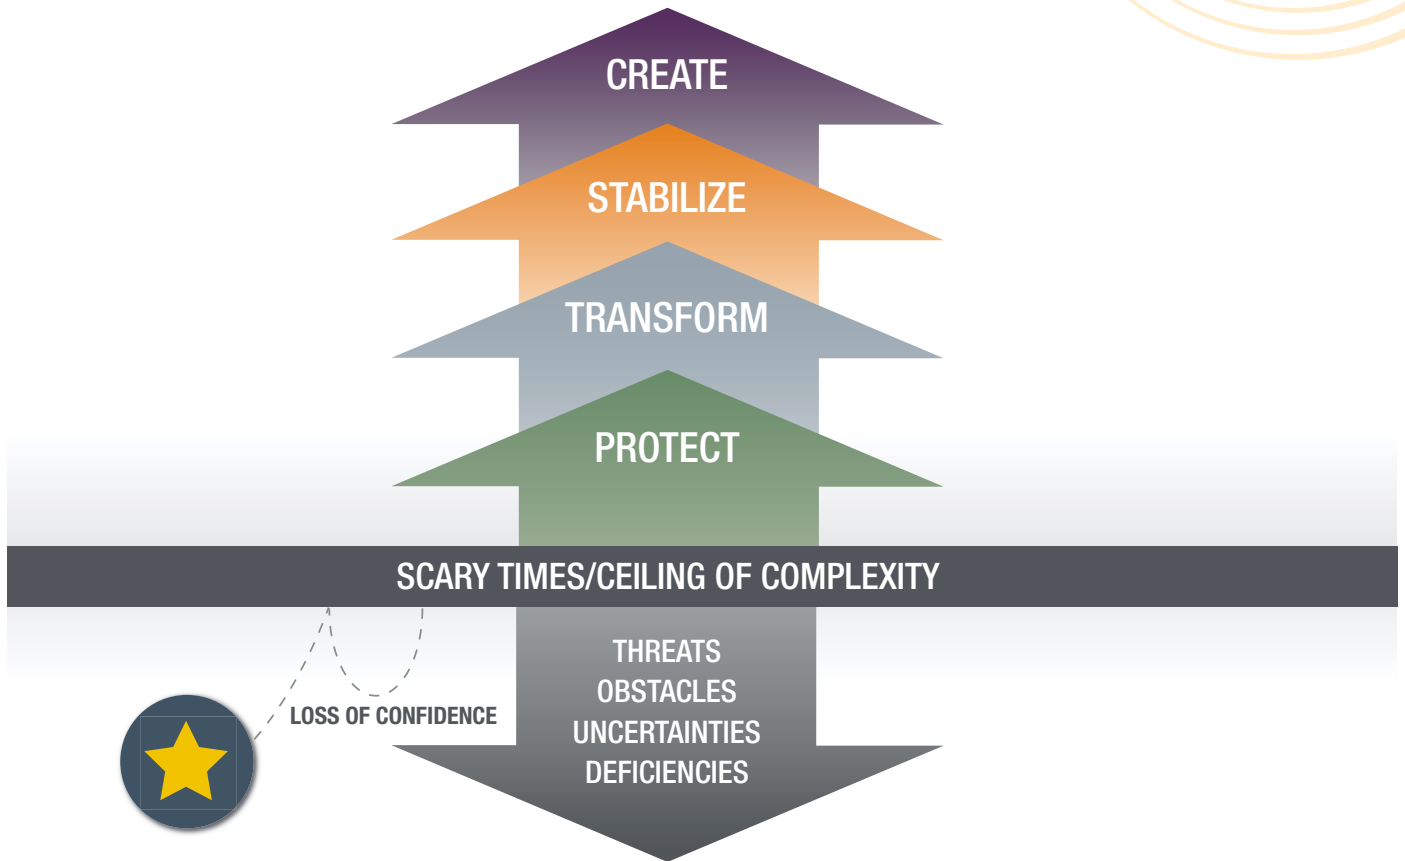 CREATE
STABILIZE
TRANSFORM
PROTECT
SCARY TIMES/CEILING OF COMPLEXITY
THREATS
OBSTACLES
UNCERTAINTIES
DEFICIENCIES
LOSS OF CONFIDENCE